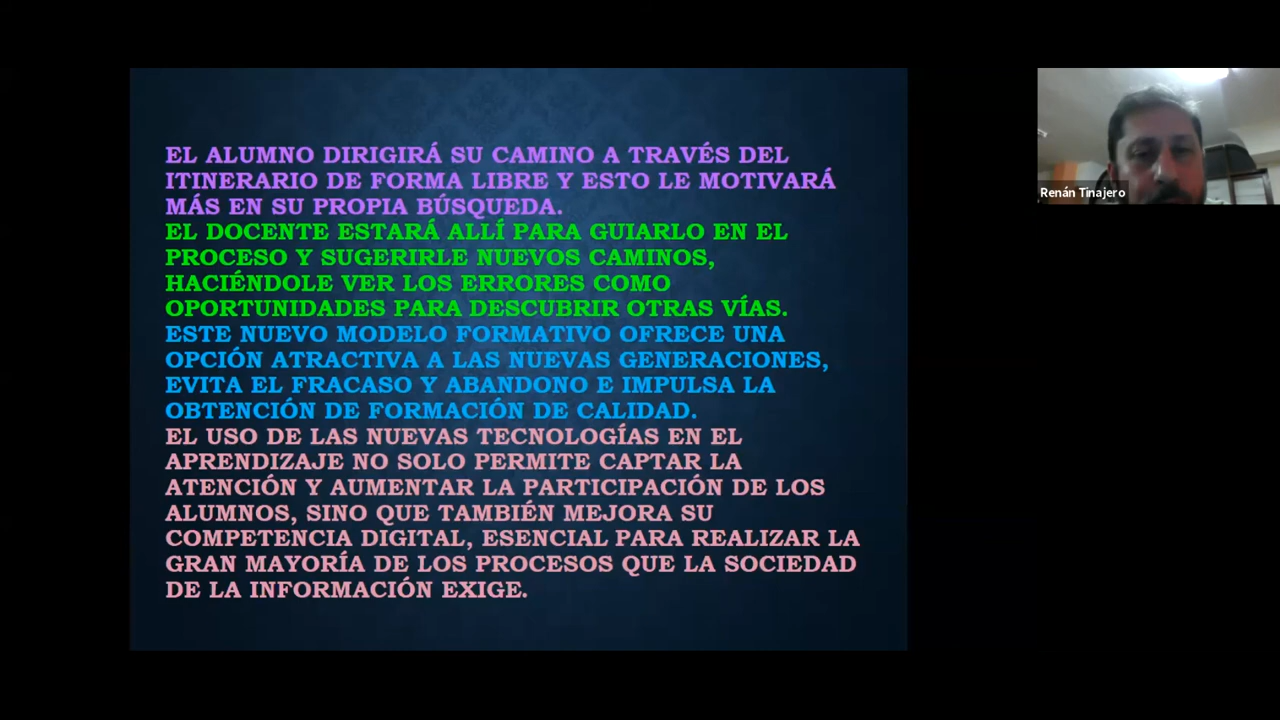 EL ALUMNO DIRIGIRÁ SU CAMINO A TRAVÉS DEL
ITINERARIO DE FORMA LIBRE Y ESTO LE MOTIVARÁ
MÁS EN SU PROPIA BÚSQUEDA.
EL DOCENTE ESTARÁ ALLÍ PARA GUIARLO EN EL
PROCESO Y SUGERIRLE NUEVOS CAMINOS,
HACIÉNDOLE VER LOS ERRORES COMO
OPORTUNIDADES PARA DESCUBRIR OTRAS VÍAS.
ESTE NUEVO MODELO FORMATIVO OFRECE UNA
OPCIÓN ATRACTIVA A LAS NUEVAS GENERACIONES,
EVITA EL FRACASO Y ABANDONO E IMPULSA LA
OBTENCIÓN DE FORMACIÓN DE CALIDAD.
EL USO DE LAS NUEVAS TECNOLOGÍAS EN EL
APRENDIZAJE NO SOLO PERMITE CAPTAR LA
ATENCIÓN Y AUMENTAR LA PARTICIPACIÓN DE LOS
ALUMNOS, SINO QUE TAMBIÉN MEJORA SU
COMPETENCIA DIGITAL, ESENCIAL PARA REALIZAR LA
GRAN MAYORÍA DE LOS PROCESOS QUE LA SOCIEDAD
DE LA INFORMACIÓN EXIGE.
Renán Tinajero